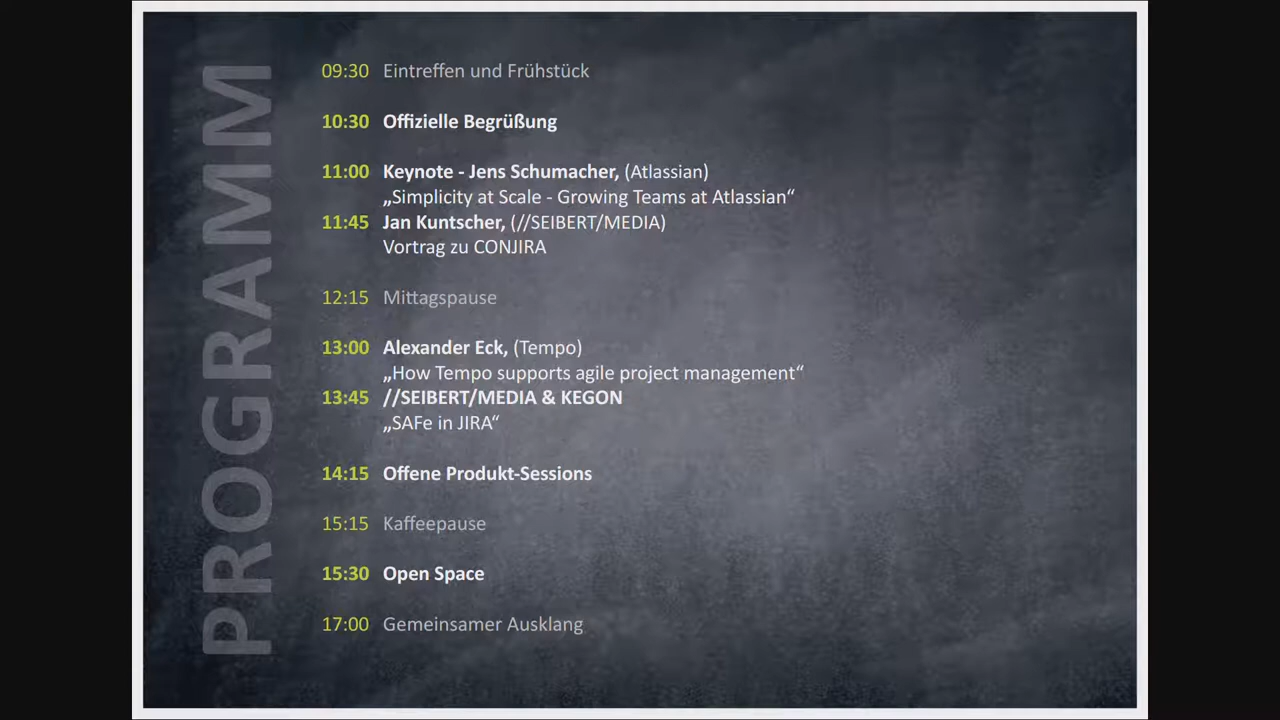 PROGRAMM
09:30 Eintreffen und Frühstück
10:30 Offizielle Begrüßung
11:00 Keynote - Jens Schumacher, (Atlassian)
„Simplicity at Scale - Growing Teams at Atlassian“
11:45 Jan Kuntscher, (//SEIBERT/MEDIA)
Vortrag zu CONJIRA
12:15 Mittagspause
13:00 Alexander Eck, (Tempo)
„How Tempo supports agile project management“
13:45 //SEIBERT/MEDIA & KEGON
„SAFe in JIRA“
14:15 Offene Produkt-Sessions
15:15 Kaffeepause
15:30 Open Space
17:00 Gemeinsamer Ausklang